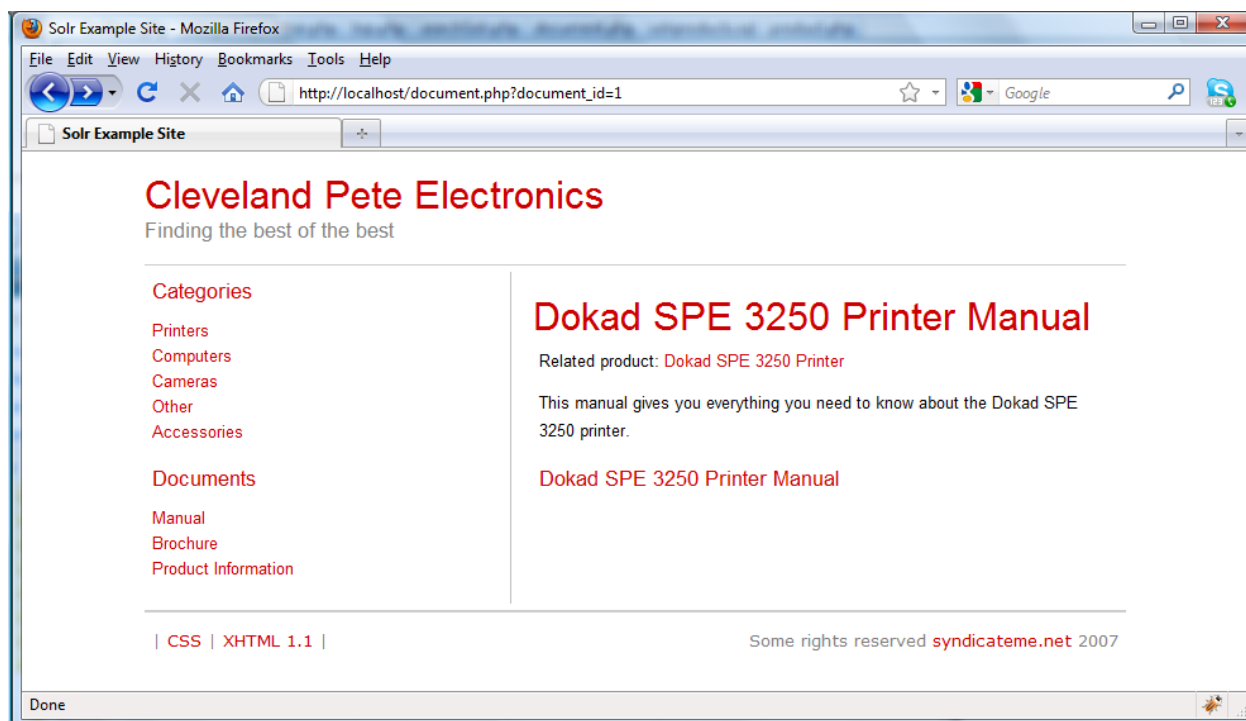 Solr Example Site - Mozilla Firefox
File Edit View History Bookmarks Tools Help
http://localhost/document.php?document_id=1
Google
Solr Example Site
Cleveland Pete Electronics
Finding the best of the best
Categories
Printers
Computers
Cameras
Other
Accessories
Documents
Manual
Brochure
Product Information
Dokad SPE 3250 Printer Manual
Related product: Dokad SPE 3250 Printer
This manual gives you everything you need to know about the Dokad SPE
3250 printer.
Dokad SPE 3250 Printer Manual
| CSS | XHTML 1.1 |
Some rights reserved syndicateme.net 2007
Done